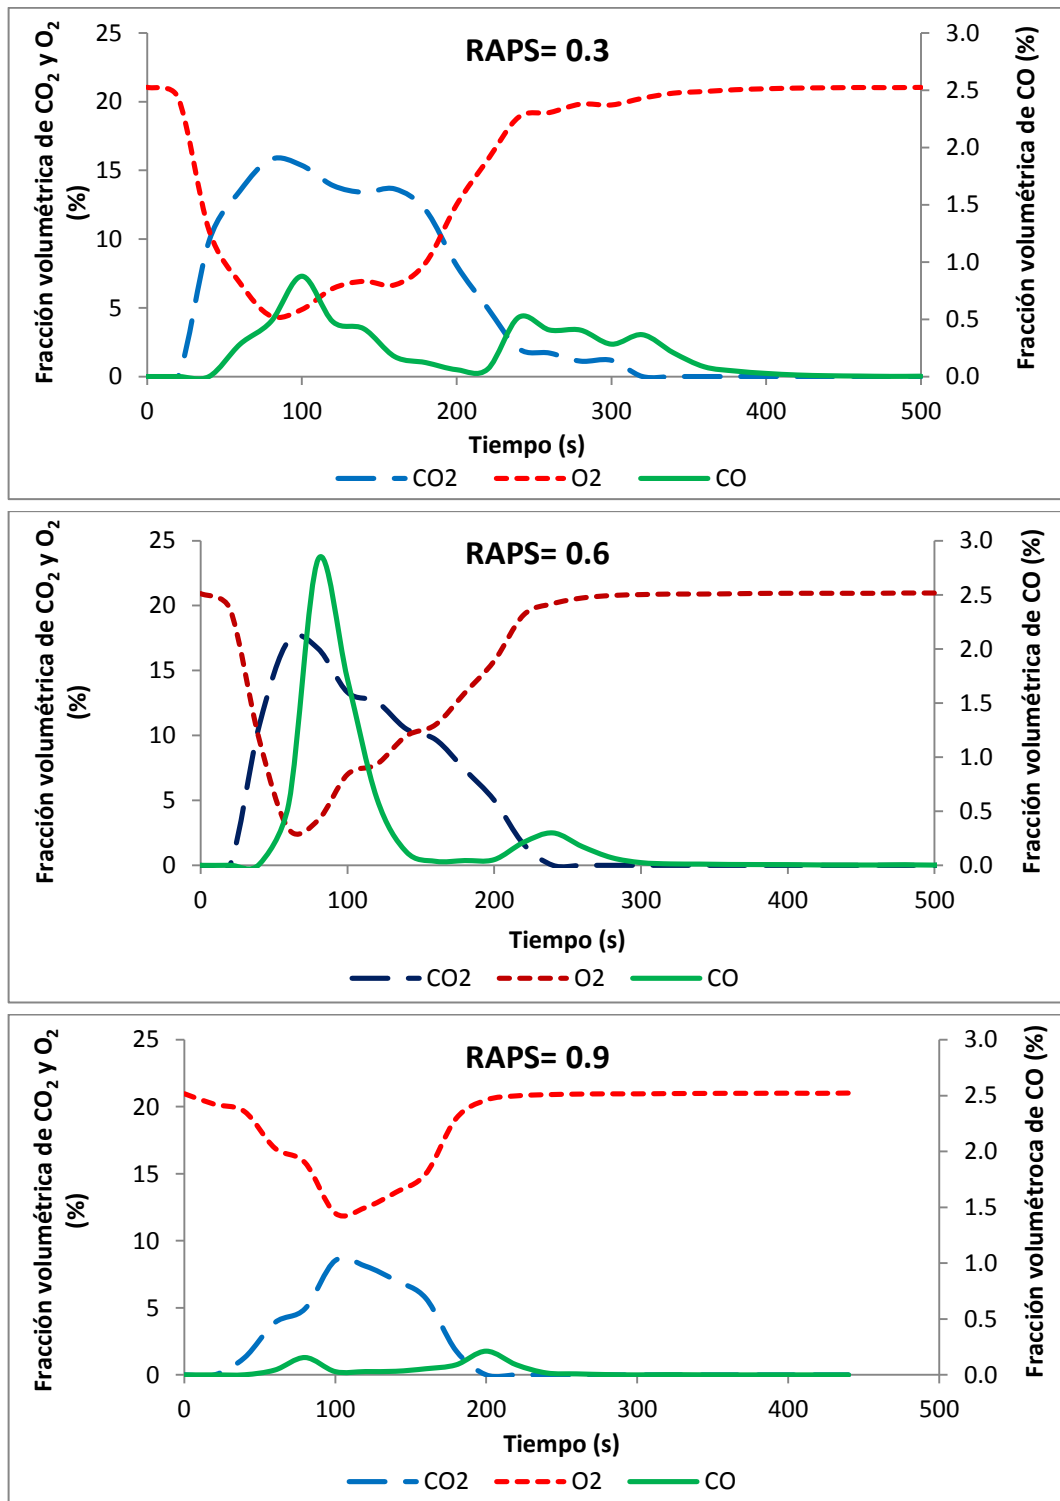 RAPS= 0.3
Fracción volumétrica de CO2 y O2
(%)
Fracción volumétrica de CO (%)
25
20
15
10
5
0
3.0
2.5
2.0
1.5
1.0
0.5
0.0
0 100 200 300 400 500
Tiempo (s)
CO2 O2 CO
RAPS= 0.6
Fracción volumétrica de CO2 y O2
(%)
Fracción volumétrica de CO (%)
25
20
15
10
5
0
3.0
2.5
2.0
1.5
1.0
0.5
0.0
0 100 200 300 400 500
Tiempo (s)
CO2 O2 CO
RAPS= 0.9
Fracción volumétrica de CO2 y O2
(%)
Fracción volumétroca de CO (%)
25
20
15
10
5
0
3.0
2.5
2.0
1.5
1.0
0.5
0.0
0 100 200 300 400 500
Tiempo (s)
CO2 O2 CO